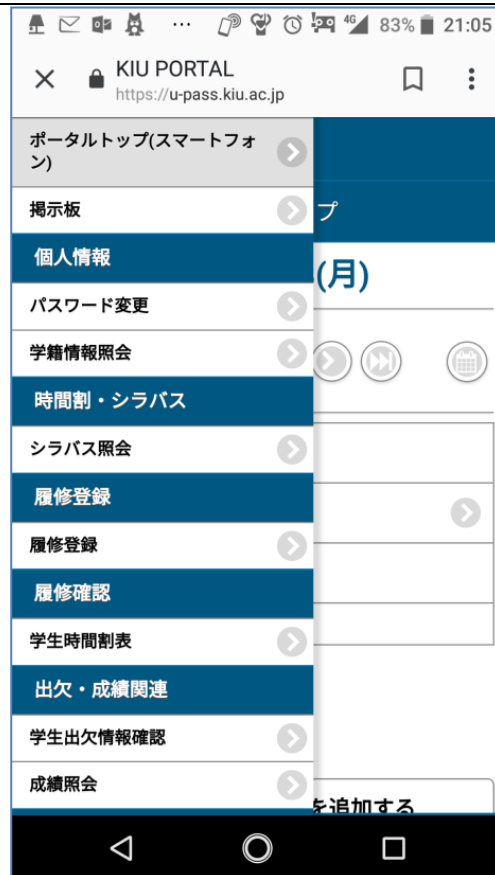 4G 83% 21:05
KIU PORTAL
https://u-pass.kiu.ac.jp
ポータルトップ(スマートフォ
ン)
掲示板
プ
個人情報
(月)
パスワード変更
学籍情報照会
時間割・シラバス
シラバス照会
履修登録
履修登録
履修確認
学生時間割表
出欠・成績関連
学生出欠情報確認
成績照会
を追加する